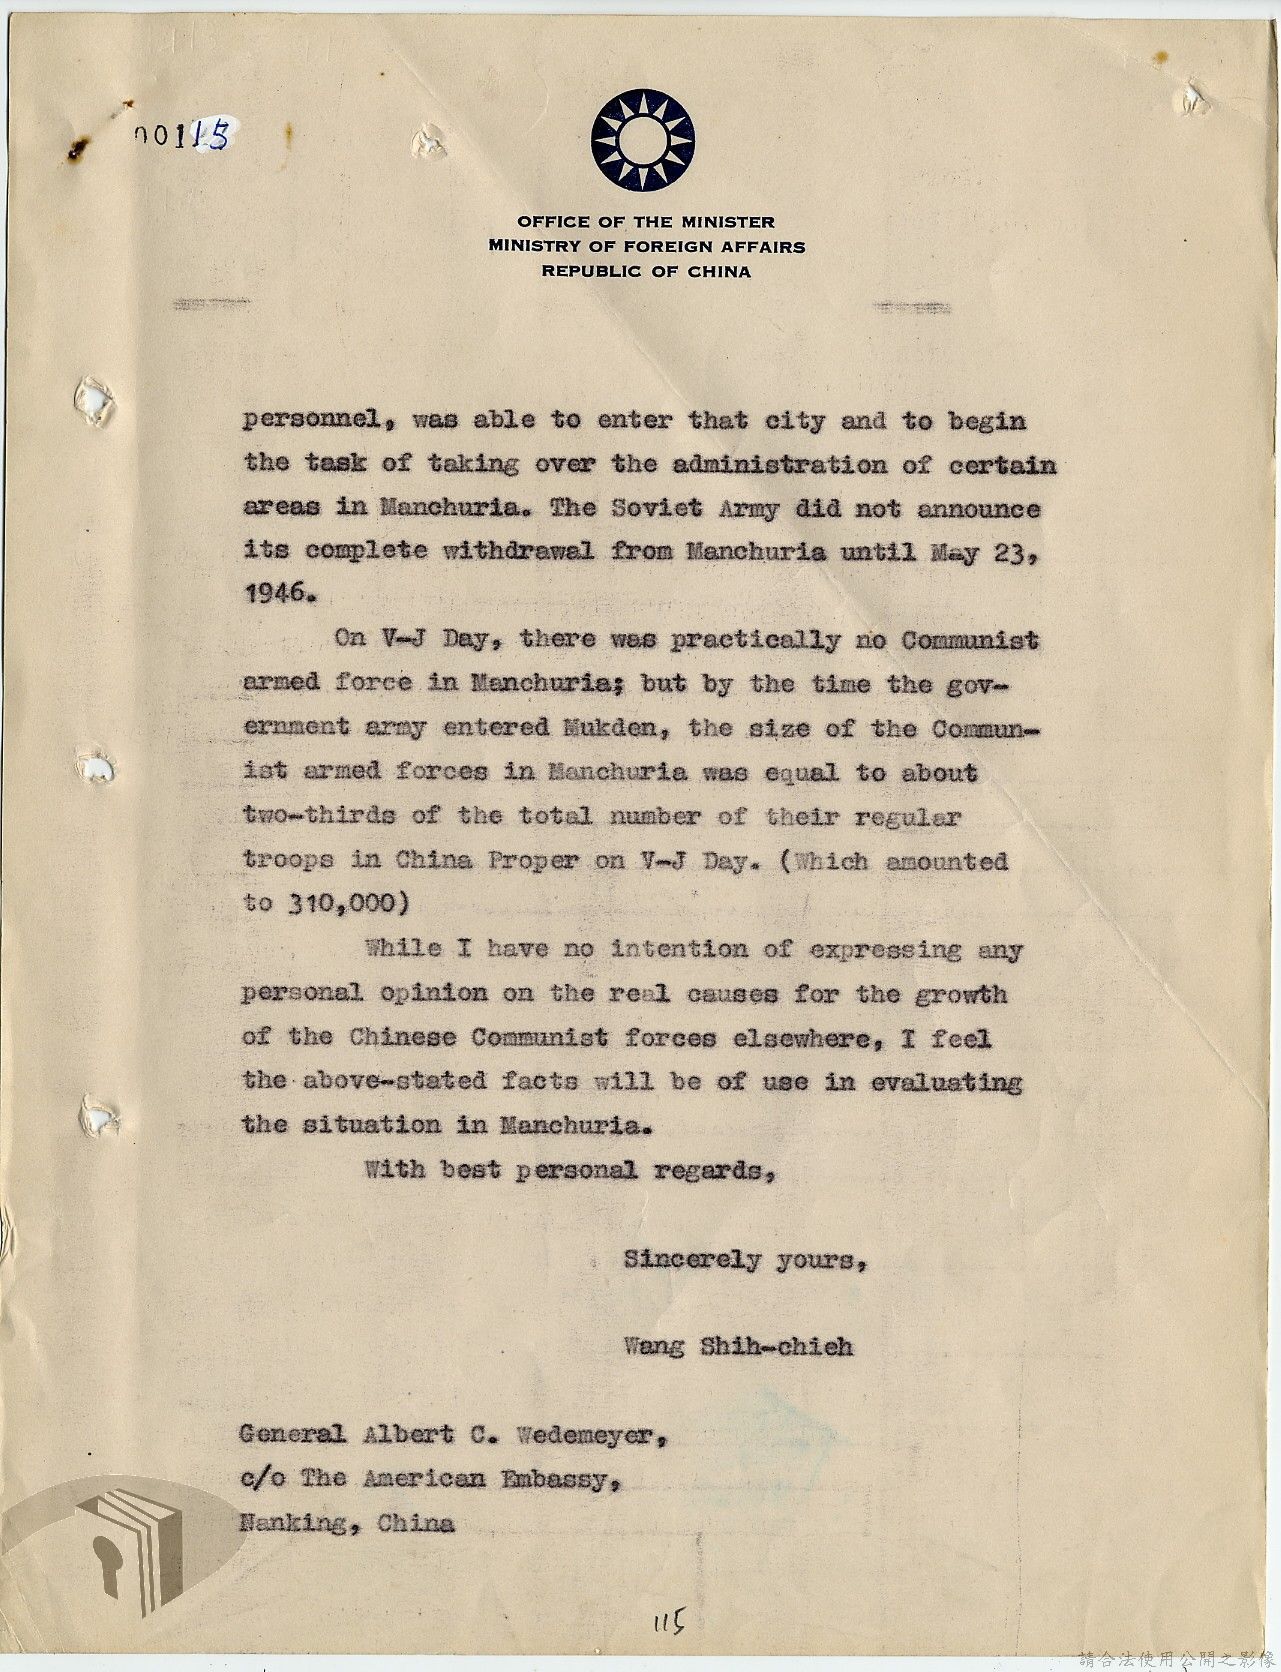 00115
OFFICE OF THE MINISTER
MINISTRY OF FOREIGN AFFAIRS
REPUBLIC OF CHINA
personnel, was able to enter that city and to begin
the task of taking over the administration of certain
areas in Manchuria. The Soviet Army did not announce
its complete withdrawal from Manchuria until May 23,
1946.
On V-J Day, there was practically no Communist
armed force in Manchuria; but by the time the gov-
ernment army entered Mukden, the size of the Commun-
ist armed forces in Manchuria was equal to about
two-thirds of the total number of their regular
troops in China Proper on V-J Day. (Which amounted
to 310,000)
While I have no intention of expressing any
personal opinion on the real causes for the growth
of the Chinese Communist forces elsewhere, I feel
the above-stated facts will be of use in evaluating
the situation in Manchuria.
With best personal regards,
Sincerely yours,
Wang Shih-chieh
General Albert C. Wedemeyer,
c/o The American Embassy,
Nanking, China
115
請合法使用公開之影像